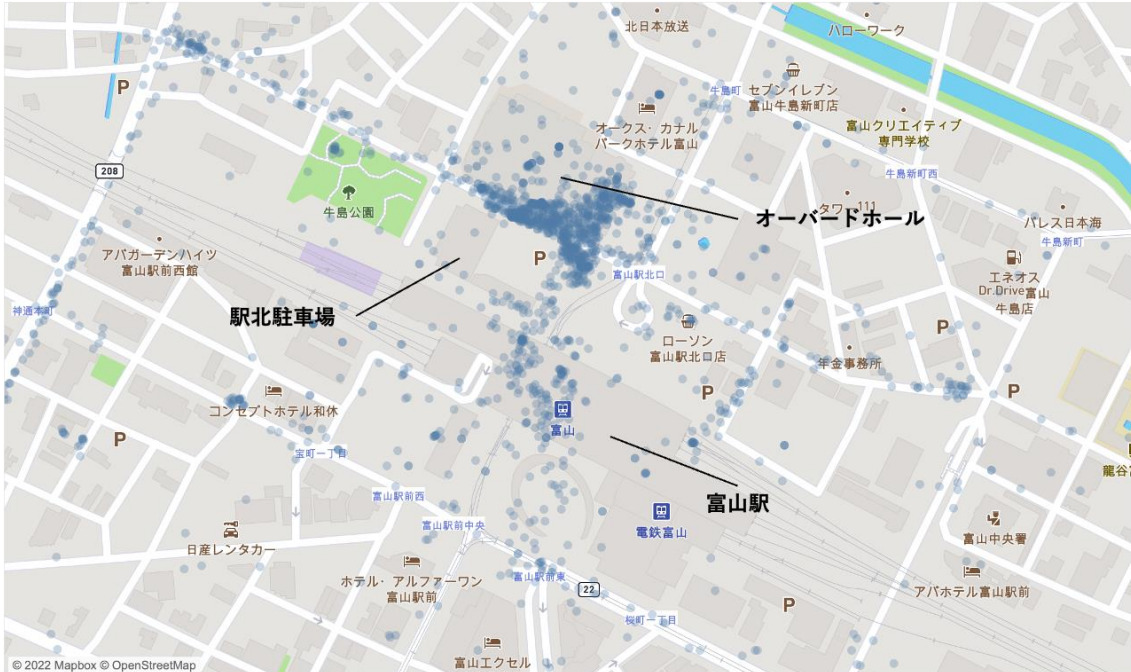 北日本放送
ハローワーク
P
牛島町
セブンイレブン
富山牛島新町店
オークス・カナル
パークホテル富山
富山クリエイティブ
専門学校
208
牛島新町西
牛島公園
タワー111
オーバードホール
パレス日本海
牛島新町
アパガーデンハイツ
富山駅前西館
P
富山駅北口
エネオス
Dr.Drive富山
牛島店
神通本町
駅北駐車場
ローソン
富山駅北口店
P
年金事務所
コンセプトホテル和休
P
P
富山
P
宝町一丁目
龍谷富
富山駅前西
富山駅
電鉄富山
富山駅前中央
日産レンタカー
富山中央署
ホテル・アルファーワン
富山駅前
富山駅前東
22
アパホテル富山駅前
P
桜町一丁目
富山エクセル
© 2022 Mapbox © OpenStreetMap